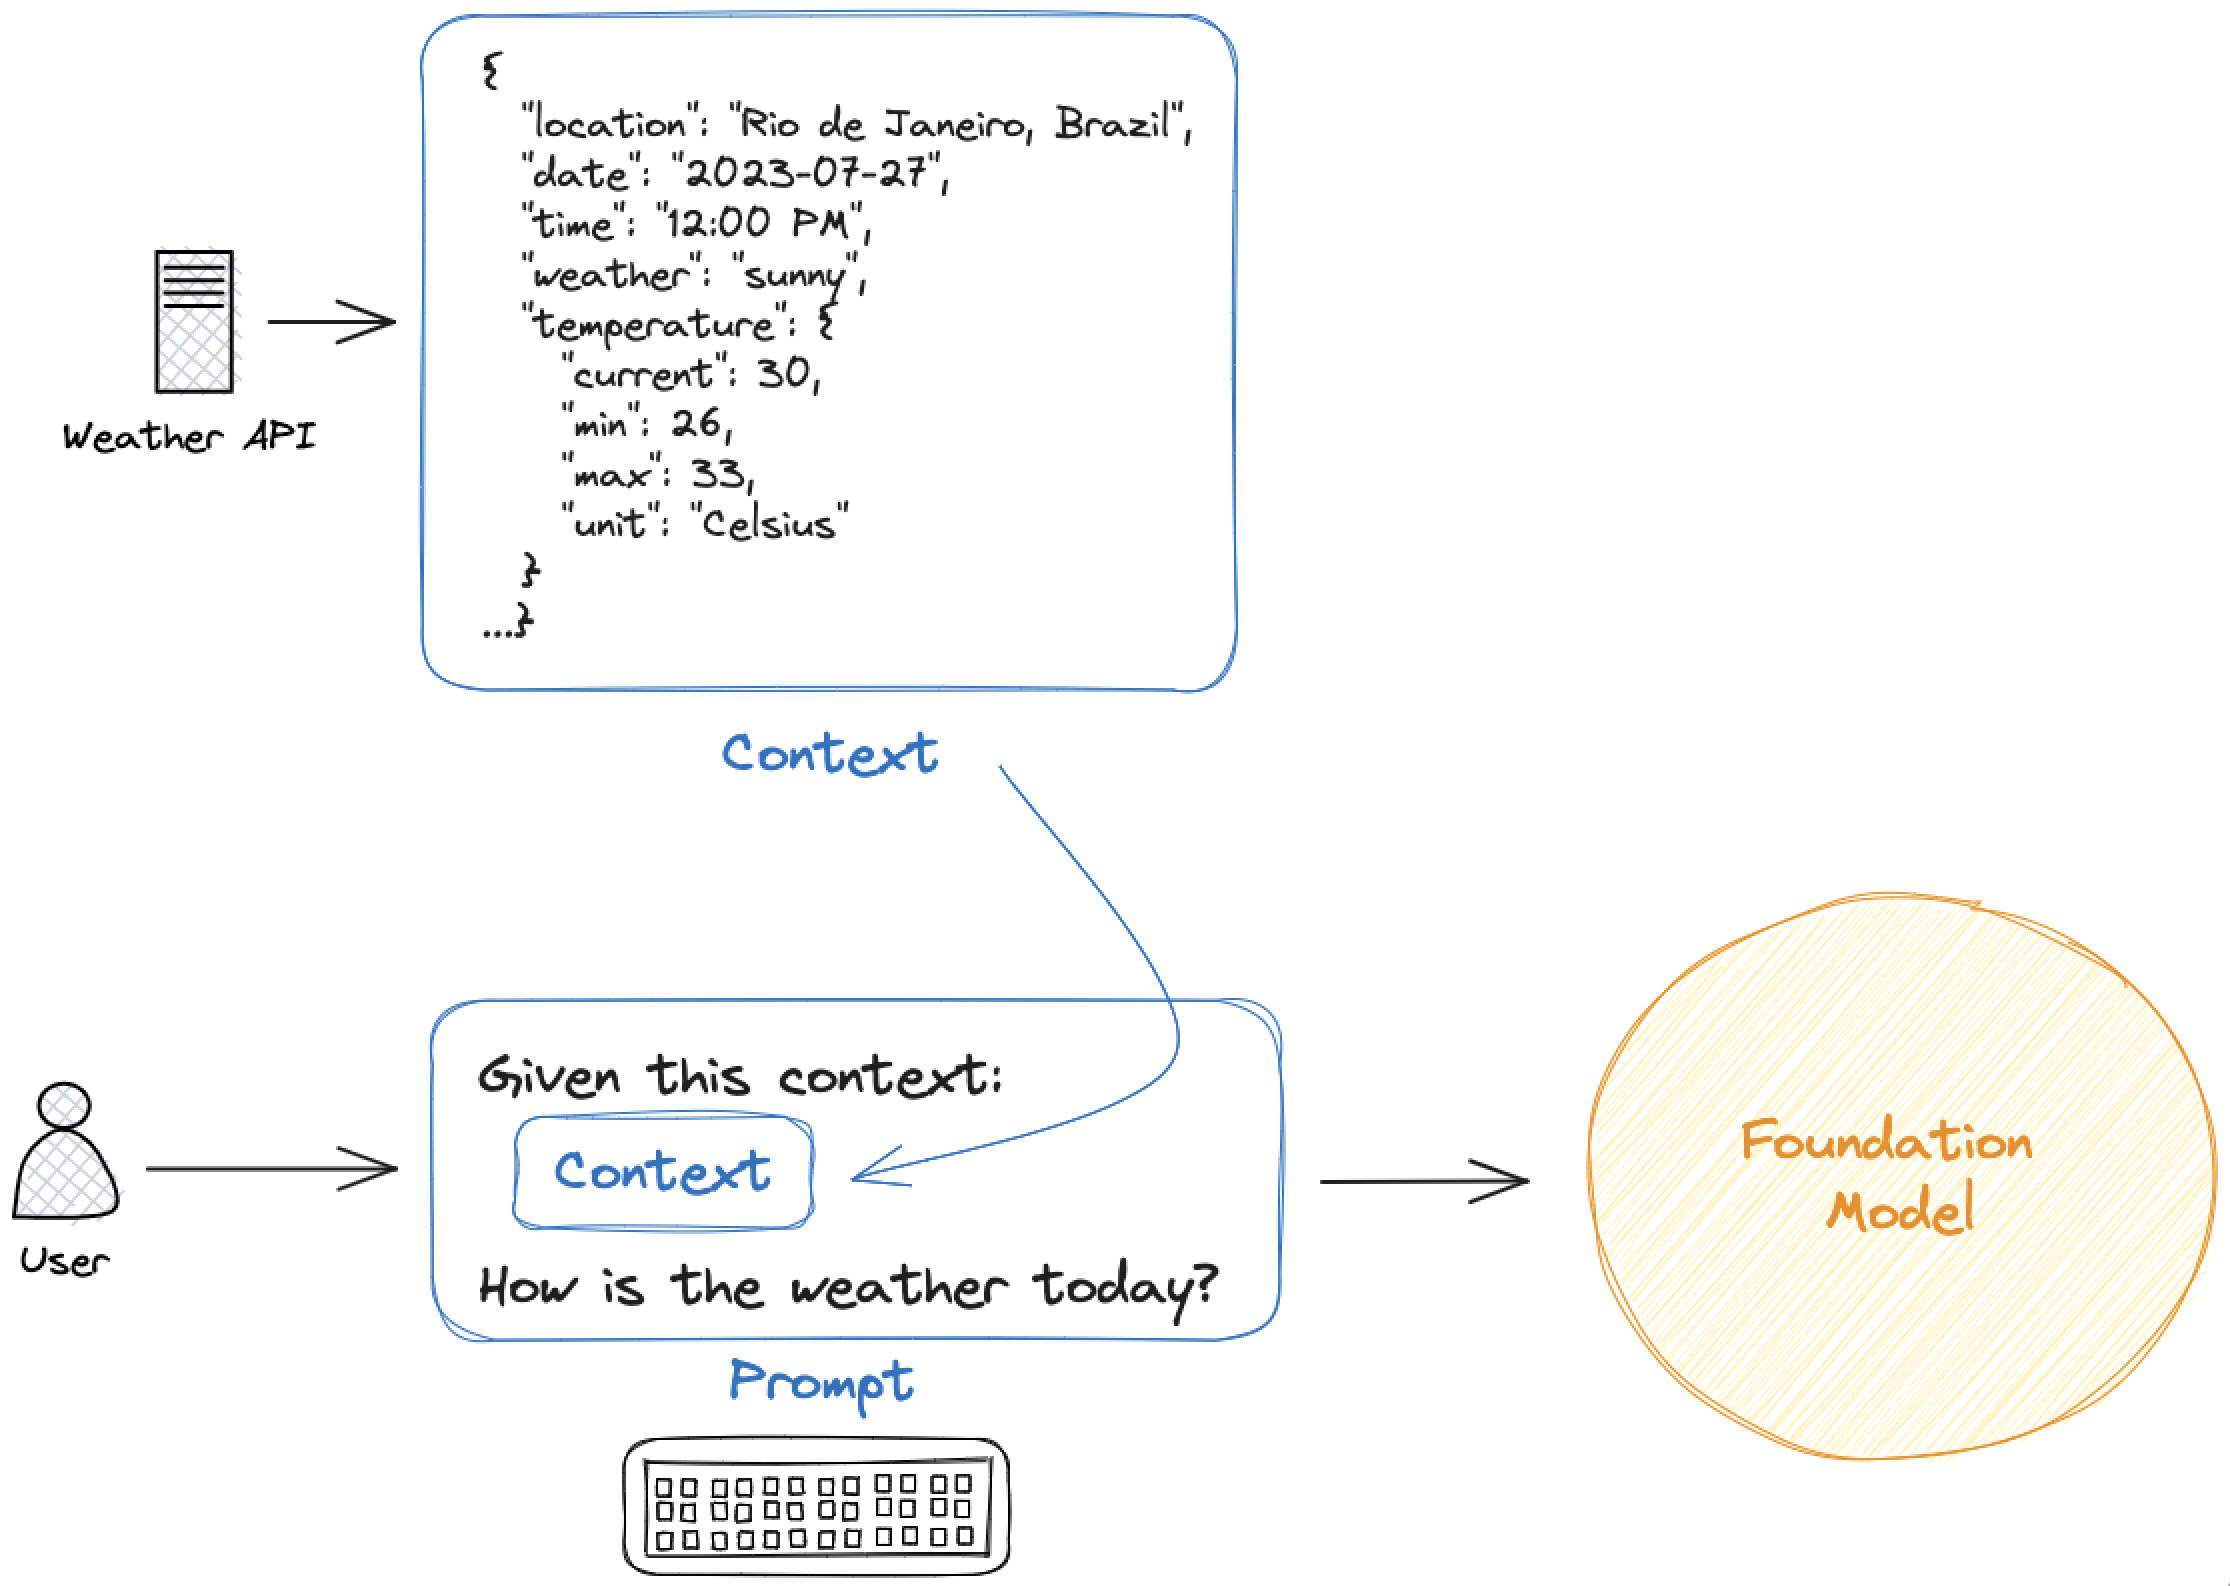 {
"location": "Rio de Janeiro, Brazil",
"date": "2023-07-27",
"time": "12:00 PM",
"weather": "sunny",
"temperature": {
"current": 30,
"min": 26,
"max": 33,
"unit": "Celsius"
}
...}
Weather API
Context
Given this context:
Context
How is the weather today?
Prompt
User
Foundation
Model